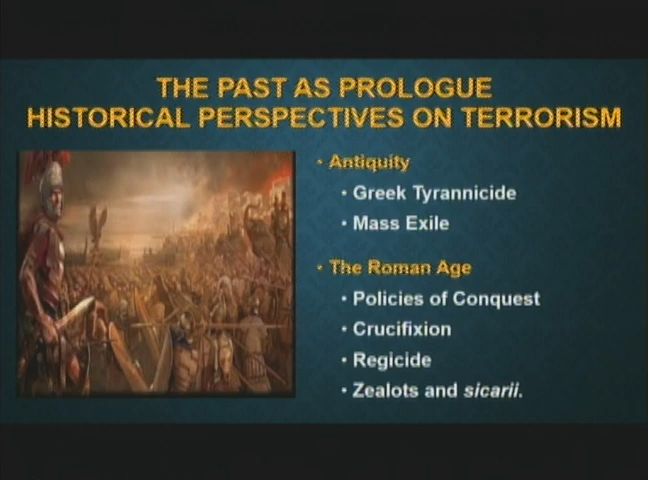 THE PAST AS PROLOGUE
HISTORICAL PERSPECTIVES ON TERRORISM
• Antiquity
• Greek Tyrannicide
• Mass Exile
• The Roman Age
• Policies of Conquest
• Crucifixion
• Regicide
• Zealots and sicarii.